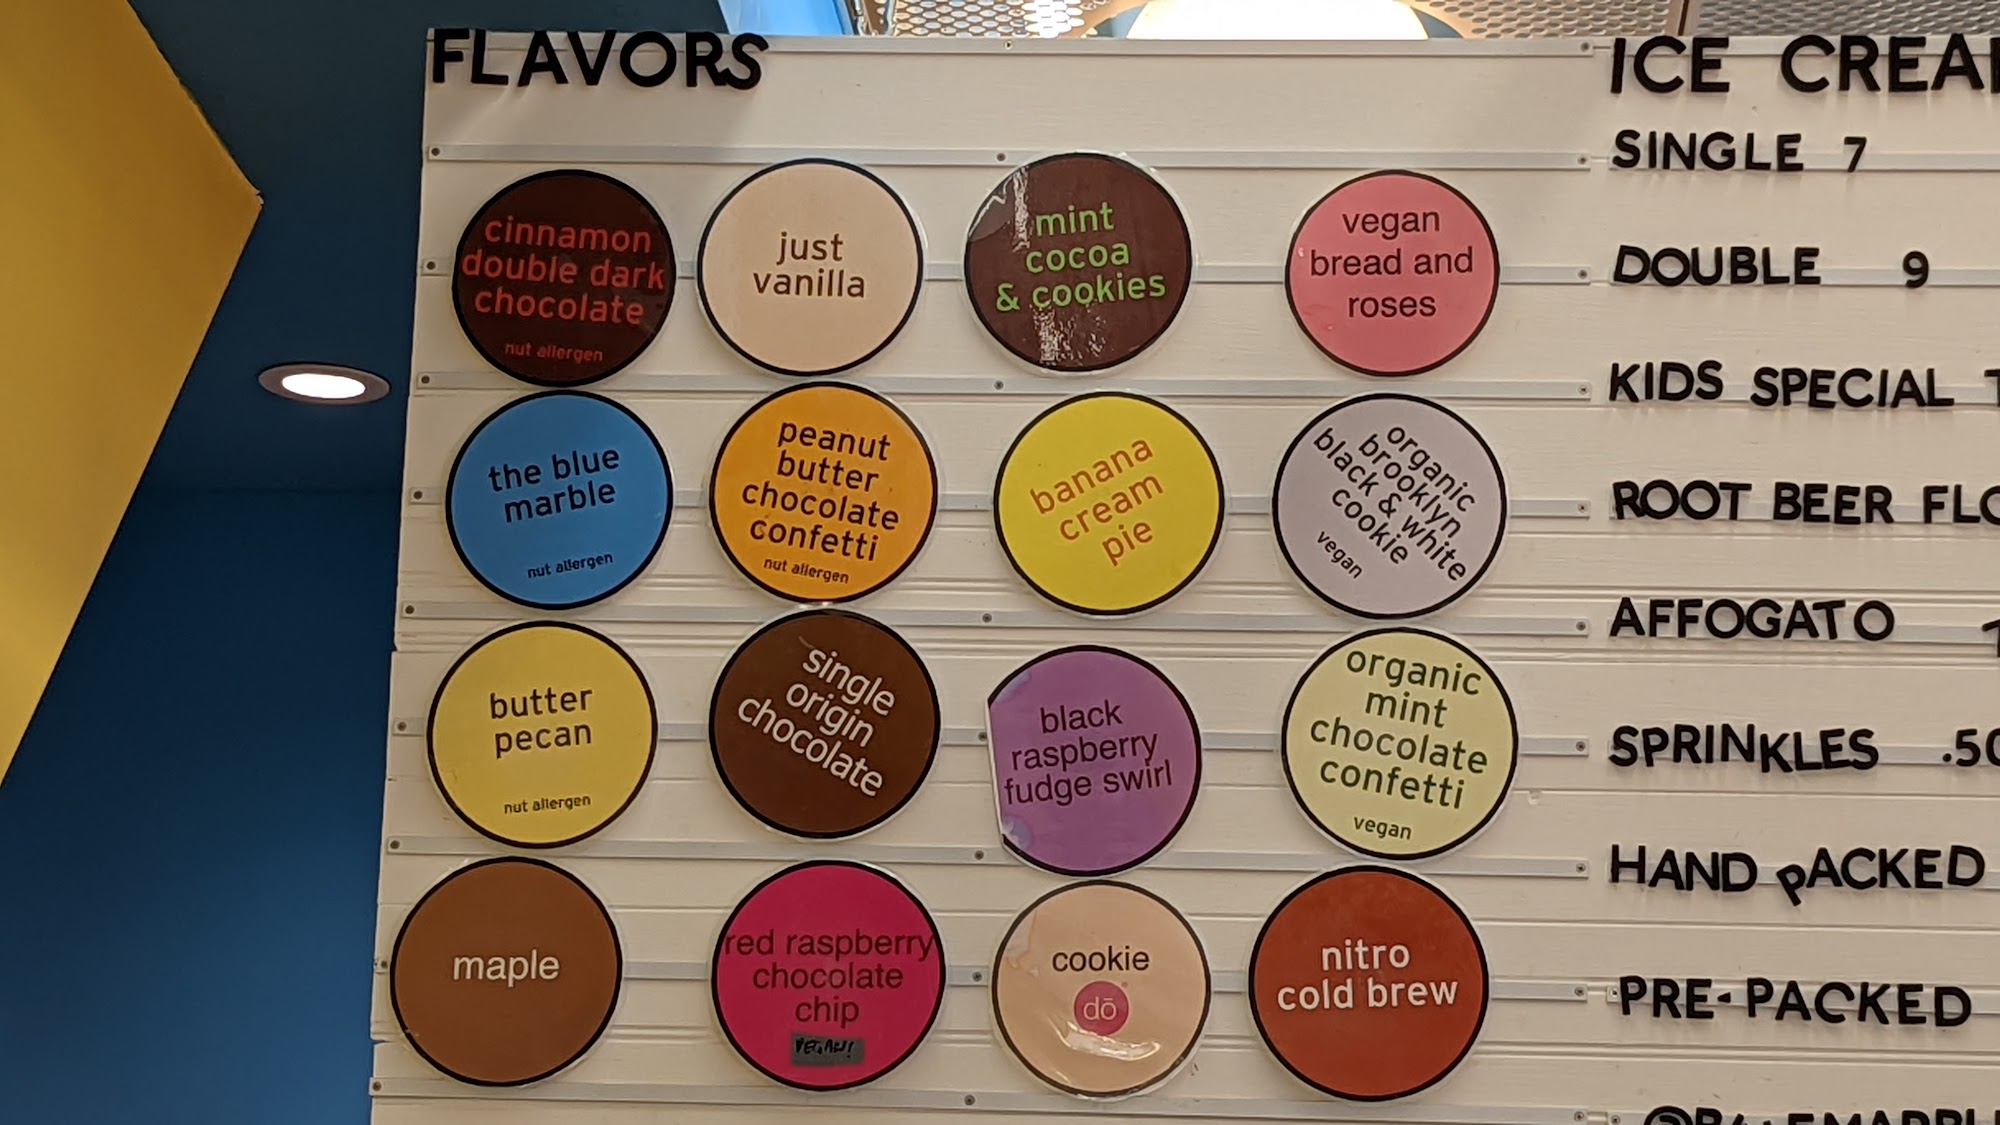 FLAVORS
cinnamon
double dark
chocolate
nut allergen
just
vanilla
mint
cocoa
& cookies
vegan
bread and
roses
the blue
marble
nut allergen
peanut
butter
chocolate
confetti
nut allergen
banana
cream
pie
organic
brooklyn
black & white
cookie
vegan
butter
pecan
nut allergen
single
origin
chocolate
black
raspberry
fudge swirl
organic
mint
chocolate
confetti
vegan
maple
red raspberry
chocolate
chip
VEGAN!
cookie
dō
nitro
cold brew
ICE CREA
SINGLE 7
DOUBLE 9
KIDS SPECIAL
ROOT BEER FLO
AFFOGATO
SPRINKLES .50
HAND PACKED
PRE-PACKED